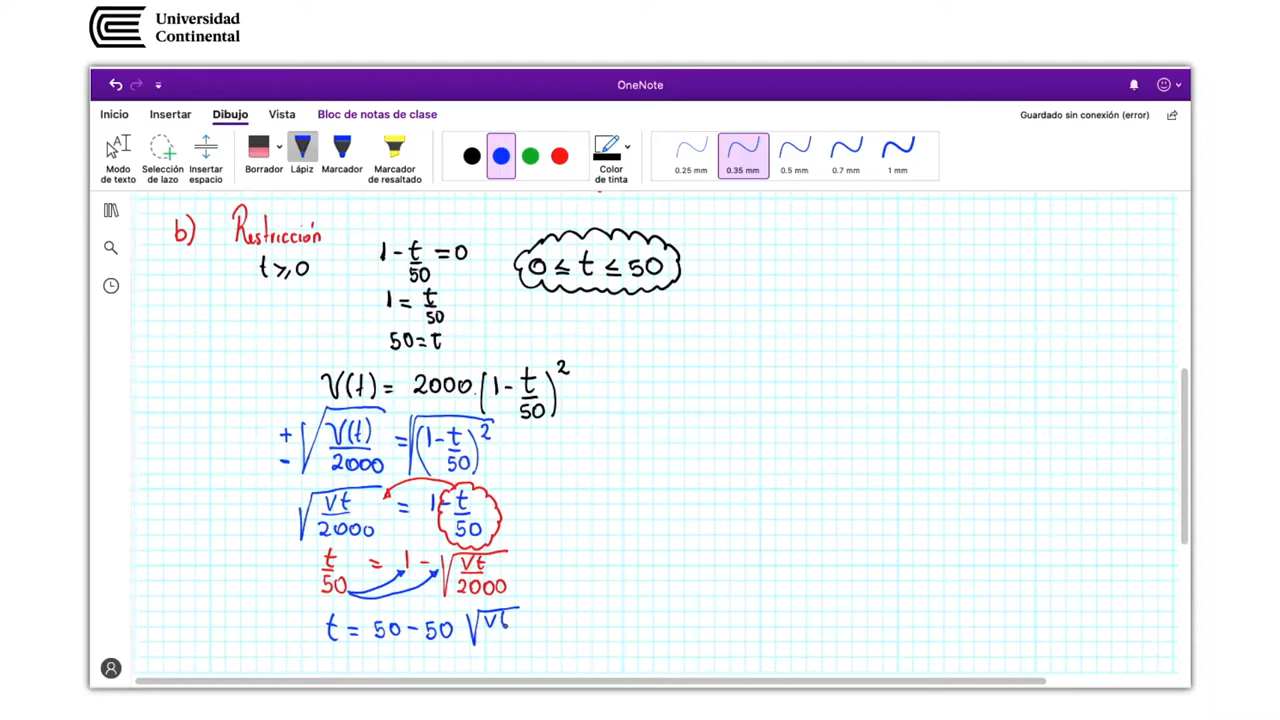 Universidad
Continental
OneNote
Inicio Insertar Dibujo Vista Bloc de notas de clase
Guardado sin conexión (error)
Modo de texto
Selección de lazo
Insertar espacio
Borrador
Lápiz
Marcador
Marcador de resaltado
Color de tinta
0.25 mm
0.35 mm
0.5 mm
0.7 mm
1 mm
b) Restricción
t ≥ 0
1 - t/50 = 0
1 = t/50
50 = t
0 ≤ t ≤ 50
V(t) = 2000.(1 - t/50)^2
+- √(V(t)/2000) = √((1 - t/50)^2)
√(Vt/2000) = 1 - t/50
t/50 = 1 - √(Vt/2000)
t = 50 - 50 √(Vt